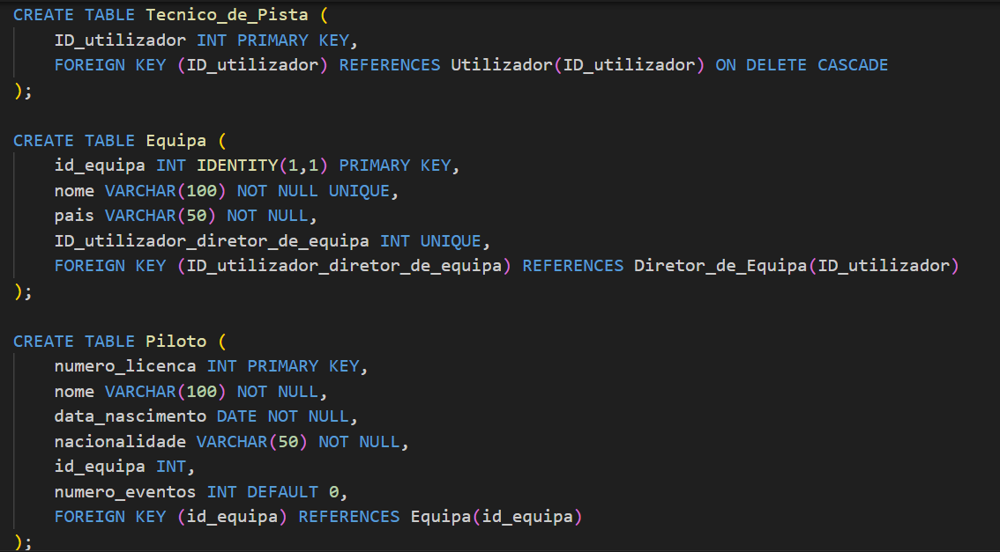 CREATE TABLE Tecnico_de_Pista (
    ID_utilizador INT PRIMARY KEY,
    FOREIGN KEY (ID_utilizador) REFERENCES Utilizador(ID_utilizador) ON DELETE CASCADE
);

CREATE TABLE Equipa (
    id_equipa INT IDENTITY(1,1) PRIMARY KEY,
    nome VARCHAR(100) NOT NULL UNIQUE,
    pais VARCHAR(50) NOT NULL,
    ID_utilizador_diretor_de_equipa INT UNIQUE,
    FOREIGN KEY (ID_utilizador_diretor_de_equipa) REFERENCES Diretor_de_Equipa(ID_utilizador)
);

CREATE TABLE Piloto (
    numero_licenca INT PRIMARY KEY,
    nome VARCHAR(100) NOT NULL,
    data_nascimento DATE NOT NULL,
    nacionalidade VARCHAR(50) NOT NULL,
    id_equipa INT,
    numero_eventos INT DEFAULT 0,
    FOREIGN KEY (id_equipa) REFERENCES Equipa(id_equipa)
);